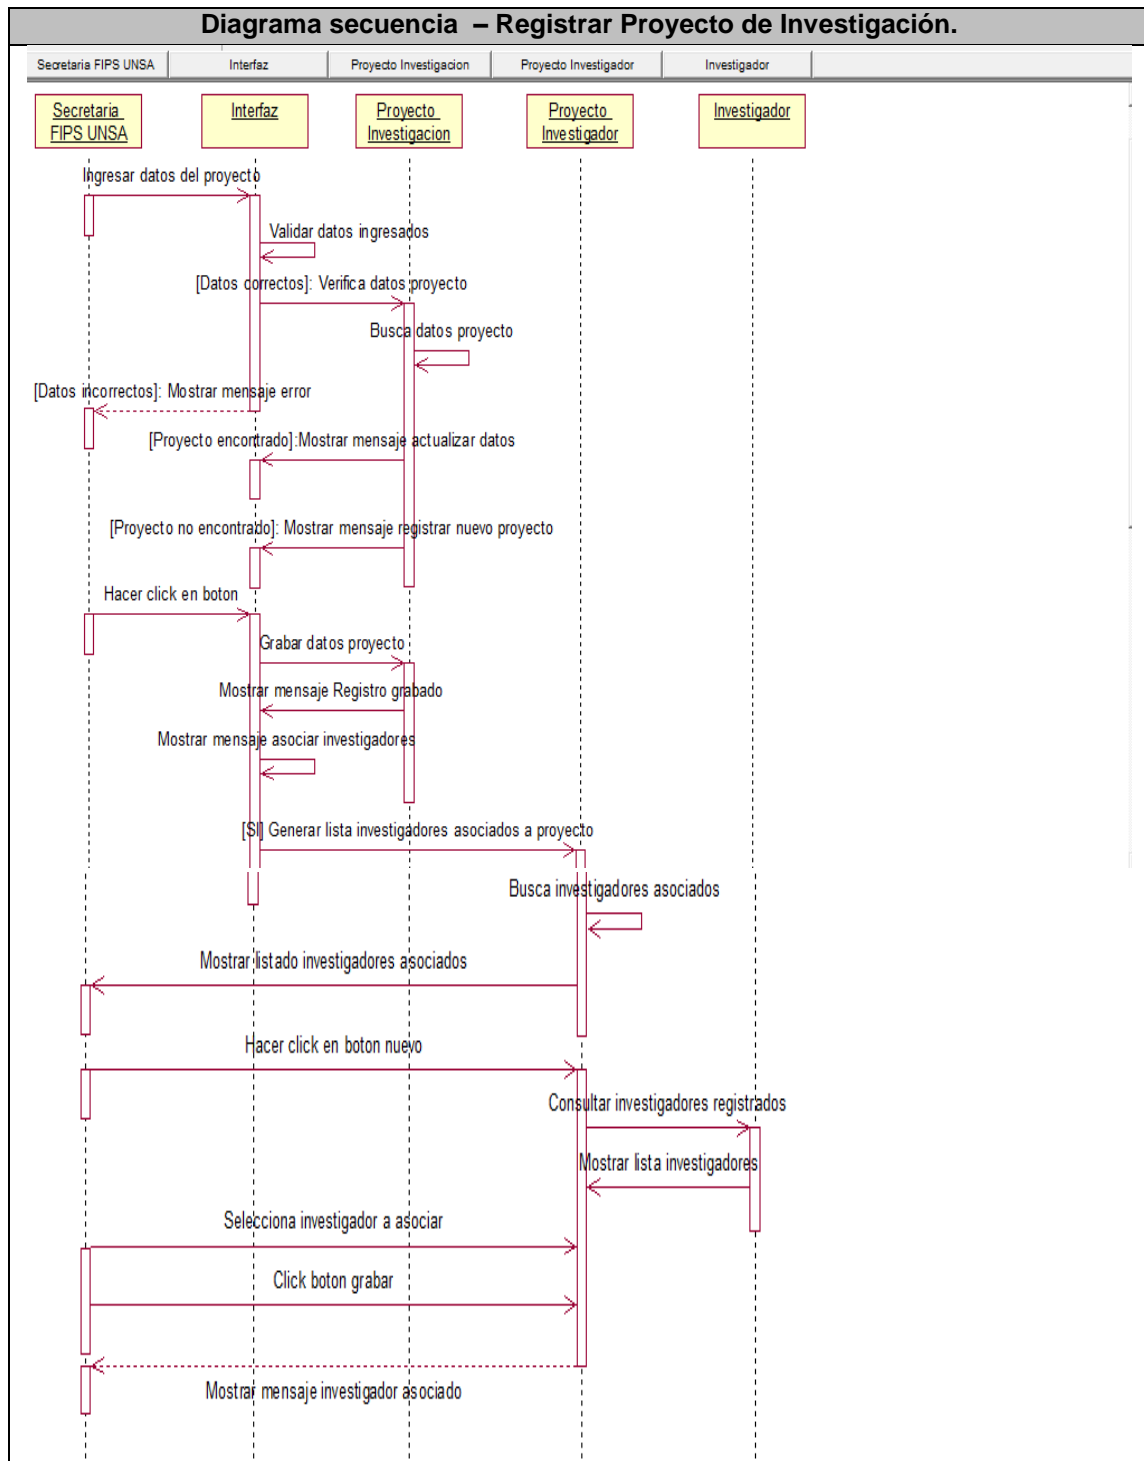 Diagrama secuencia – Registrar Proyecto de Investigación.
Secretaria FIPS UNSA
Interfaz
Proyecto Investigacion
Proyecto Investigador
Investigador
Secretaria
FIPS UNSA
Interfaz
Proyecto
Investigacion
Proyecto
Investigador
Investigador
Ingresar datos del proyecto
Validar datos ingresados
[Datos correctos]: Verifica datos proyecto
Busca datos proyecto
[Datos incorrectos]: Mostrar mensaje error
[Proyecto encontrado]:Mostrar mensaje actualizar datos
[Proyecto no encontrado]: Mostrar mensaje registrar nuevo proyecto
Hacer click en boton
Grabar datos proyecto
Mostrar mensaje Registro grabado
Mostrar mensaje asociar investigadores
[SI] Generar lista investigadores asociados a proyecto
Busca investigadores asociados
Mostrar listado investigadores asociados
Hacer click en boton nuevo
Consultar investigadores registrados
Mostrar lista investigadores
Selecciona investigador a asociar
Click boton grabar
Mostrar mensaje investigador asociado